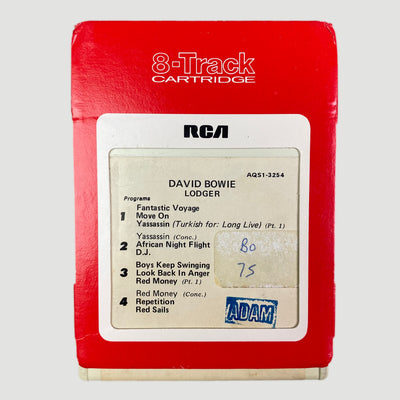 8-Track
CARTRIDGE
RCA
AQS1-3254
DAVID BOWIE
LODGER
Programs
1 Fantastic Voyage
Move On
Yassassin (Turkish for: Long Live) (Pt. 1)
2 Yassassin (Conc.)
African Night Flight
D.J.
3 Boys Keep Swinging
Look Back In Anger
Red Money (Pt. 1)
4 Red Money (Conc.)
Repetition
Red Sails
Bo
75
ADAM